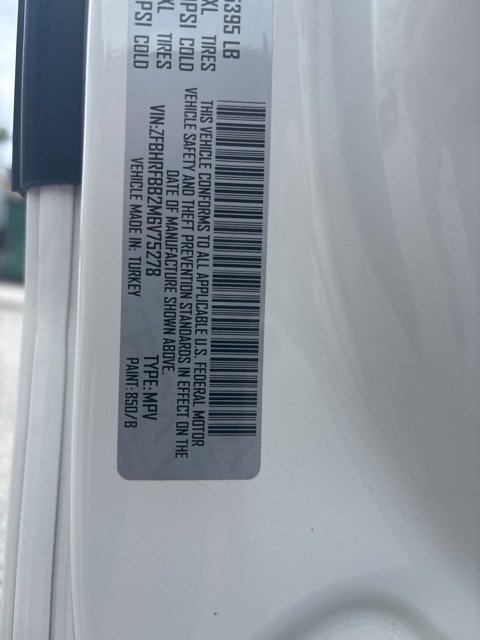 395 LB
XL TIRES
PSI COLD
XL TIRES
PSI COLD
THIS VEHICLE CONFORMS TO ALL APPLICABLE U.S. FEDERAL MOTOR
VEHICLE SAFETY AND THEFT PREVENTION STANDARDS IN EFFECT ON THE
DATE OF MANUFACTURE SHOWN ABOVE.
VIN:ZFBHRFBB2M6V75278 TYPE: MPV
VEHICLE MADE IN: TURKEY PAINT: 850/B